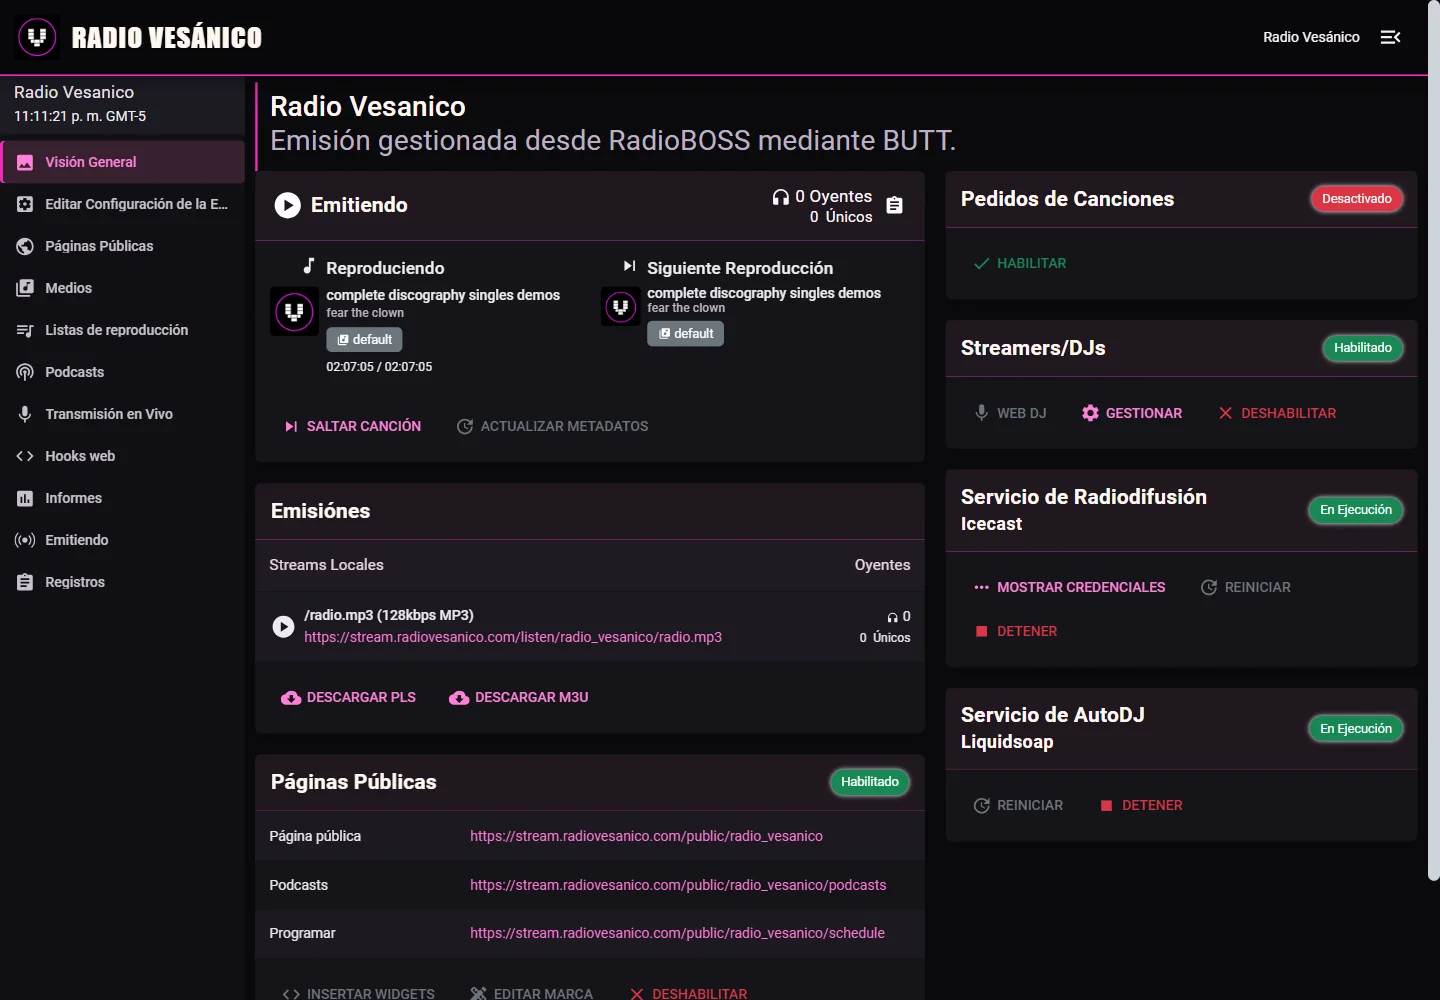 RADIO VESÁNICO
Radio Vesánico
Radio Vesanico
11:11:21 p. m. GMT-5
Visión General
Editar Configuración de la E...
Páginas Públicas
Medios
Listas de reproducción
Podcasts
Transmisión en Vivo
Hooks web
Informes
Emitiendo
Registros
Radio Vesanico
Emisión gestionada desde RadioBOSS mediante BUTT.
Emitiendo
0 Oyentes
0 Únicos
Reproduciendo
complete discography singles demos
fear the clown
default
02:07:05 / 02:07:05
Siguiente Reproducción
complete discography singles demos
fear the clown
default
SALTAR CANCIÓN
ACTUALIZAR METADATOS
Emisiónes
Streams Locales
Oyentes
/radio.mp3 (128kbps MP3)
https://stream.radiovesanico.com/listen/radio_vesanico/radio.mp3
0
0 Únicos
DESCARGAR PLS
DESCARGAR M3U
Páginas Públicas
Habilitado
Página pública
https://stream.radiovesanico.com/public/radio_vesanico
Podcasts
https://stream.radiovesanico.com/public/radio_vesanico/podcasts
Programar
https://stream.radiovesanico.com/public/radio_vesanico/schedule
INSERTAR WIDGETS
EDITAR MARCA
DESHABILITAR
Pedidos de Canciones
Desactivado
HABILITAR
Streamers/DJs
Habilitado
WEB DJ
GESTIONAR
DESHABILITAR
Servicio de Radiodifusión
Icecast
En Ejecución
MOSTRAR CREDENCIALES
REINICIAR
DETENER
Servicio de AutoDJ
Liquidsoap
En Ejecución
REINICIAR
DETENER